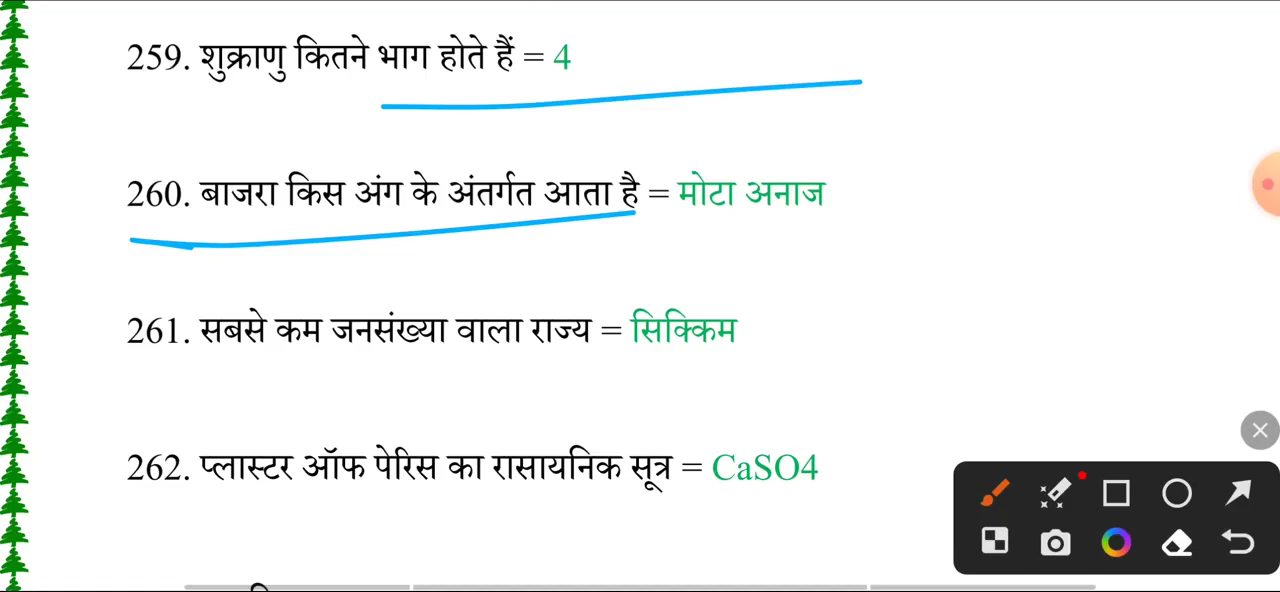 259. शुक्राणु कितने भाग होते हैं = 4
260. बाजरा किस अंग के अंतर्गत आता है = मोटा अनाज
261. सबसे कम जनसंख्या वाला राज्य = सिक्किम
262. प्लास्टर ऑफ पेरिस का रासायनिक सूत्र = CaSO4